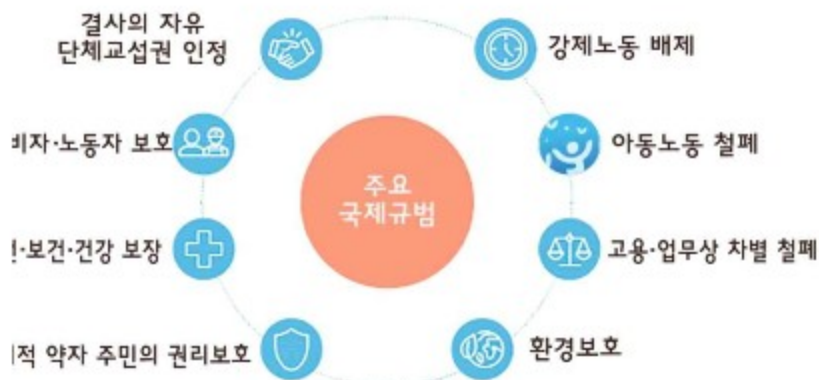 결사의 자유
단체교섭권 인정
강제노동 배제
비자·노동자 보호
아동노동 철폐
주요
국제규범
·보건·건강 보장
고용·업무상 차별 철폐
적 약자 주민의 권리보호
환경보호